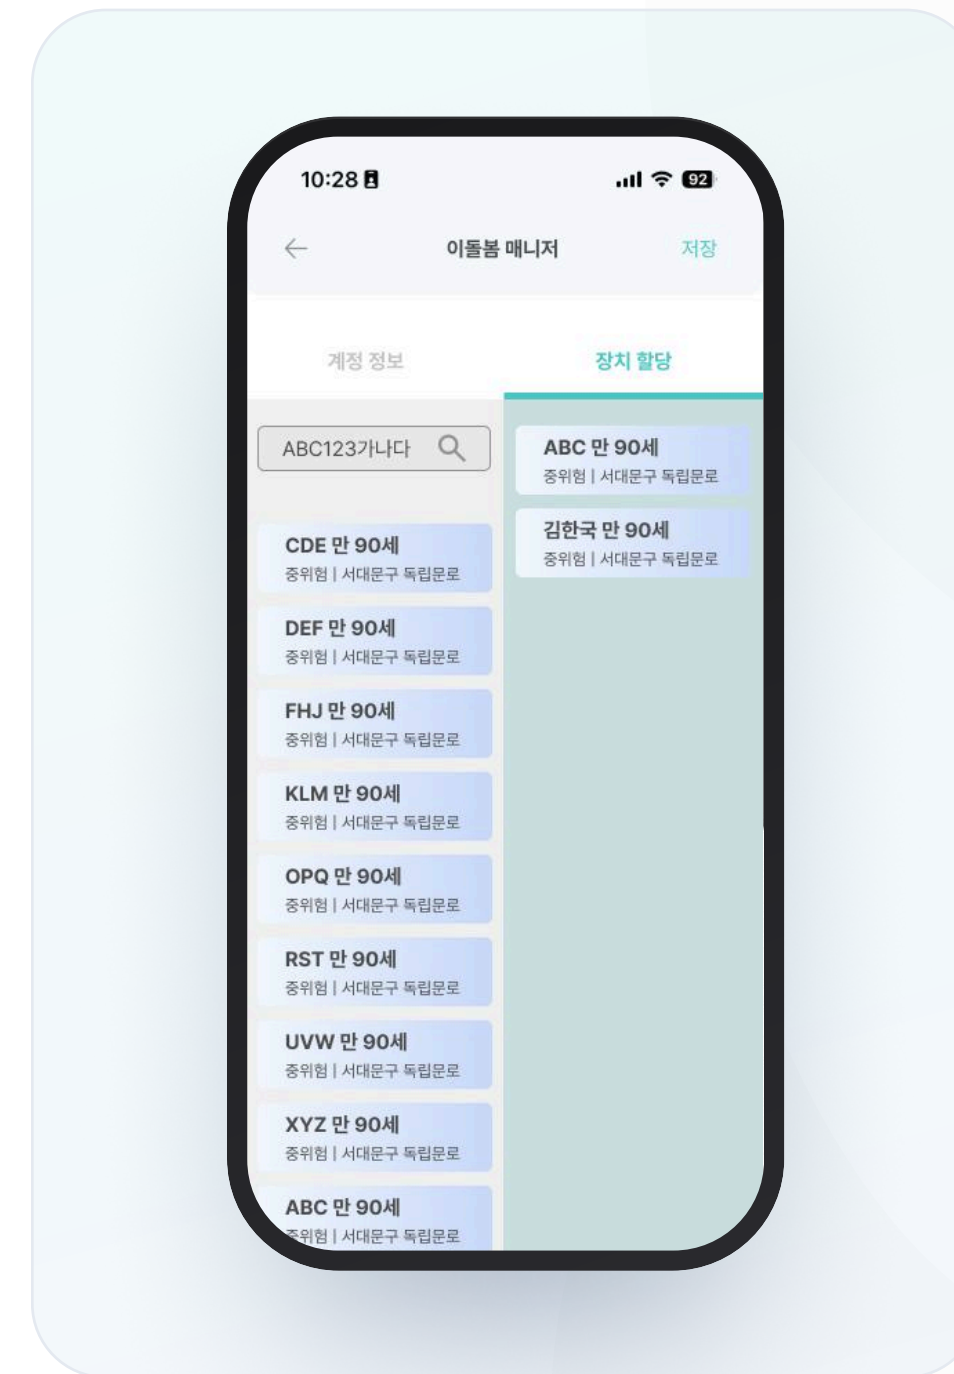 10:28
92
이돌봄 매니저
저장
계정 정보
장치 할당
ABC123가나다
CDE 만 90세
중위험 | 서대문구 독립문로
DEF 만 90세
중위험 | 서대문구 독립문로
FHJ 만 90세
중위험 | 서대문구 독립문로
KLM 만 90세
중위험 | 서대문구 독립문로
OPQ 만 90세
중위험 | 서대문구 독립문로
RST 만 90세
중위험 | 서대문구 독립문로
UVW 만 90세
중위험 | 서대문구 독립문로
XYZ 만 90세
중위험 | 서대문구 독립문로
ABC 만 90세
중위험 | 서대문구 독립문로
ABC 만 90세
중위험 | 서대문구 독립문로
김한국 만 90세
중위험 | 서대문구 독립문로